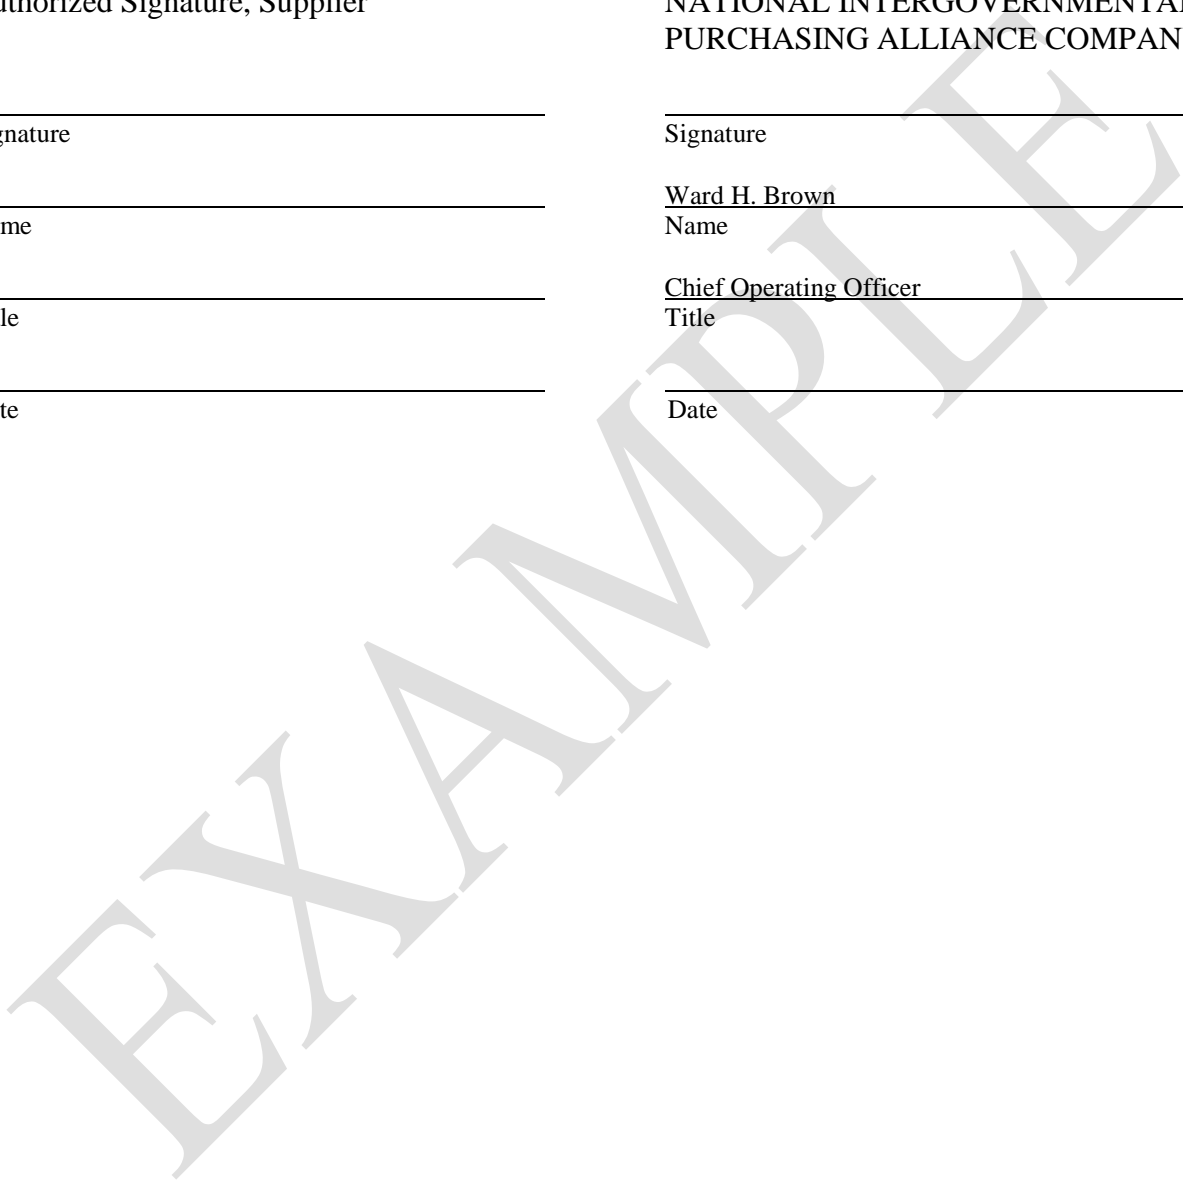 Authorized Signature, Supplier
NATIONAL INTERGOVERNMENTAL
PURCHASING ALLIANCE COMPAN
gnature
Signature
Ward H. Brown
me
Name
Chief Operating Officer
le
Title
te
Date
EXAMPLE